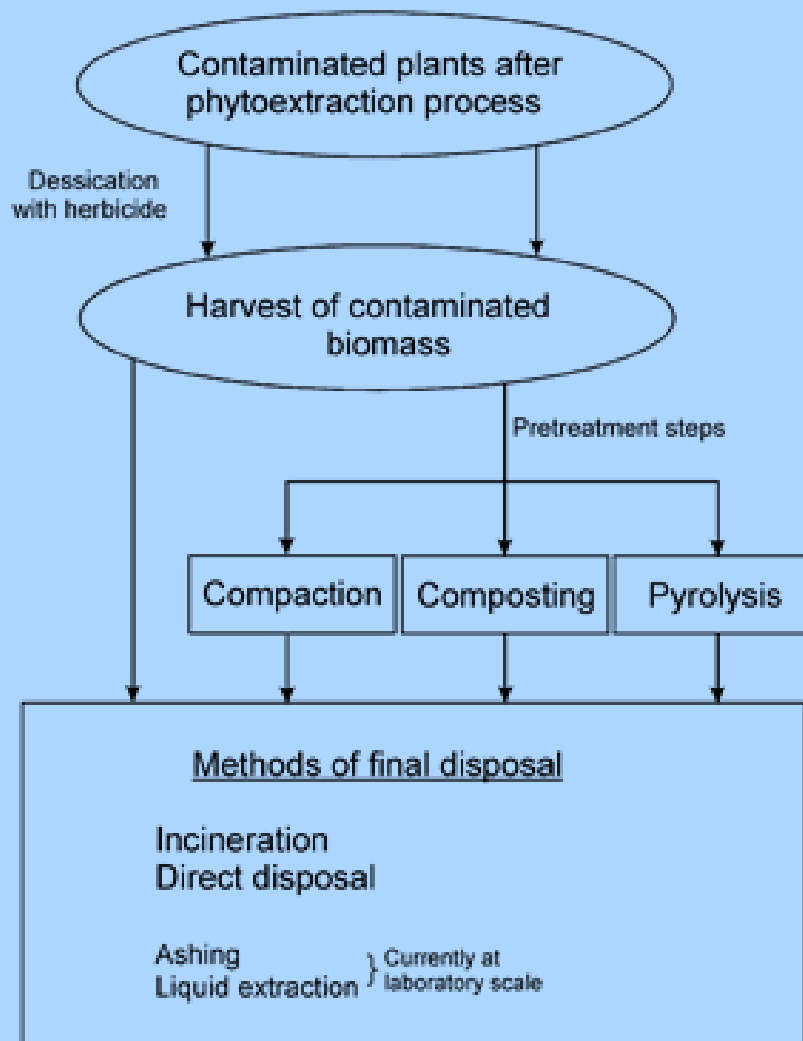 Contaminated plants after
phytoextraction process
Dessication
with herbicide
Harvest of contaminated
biomass
Pretreatment steps
Compaction
Composting
Pyrolysis
Methods of final disposal
Incineration
Direct disposal
Ashing
Liquid extraction
} Currently at
laboratory scale